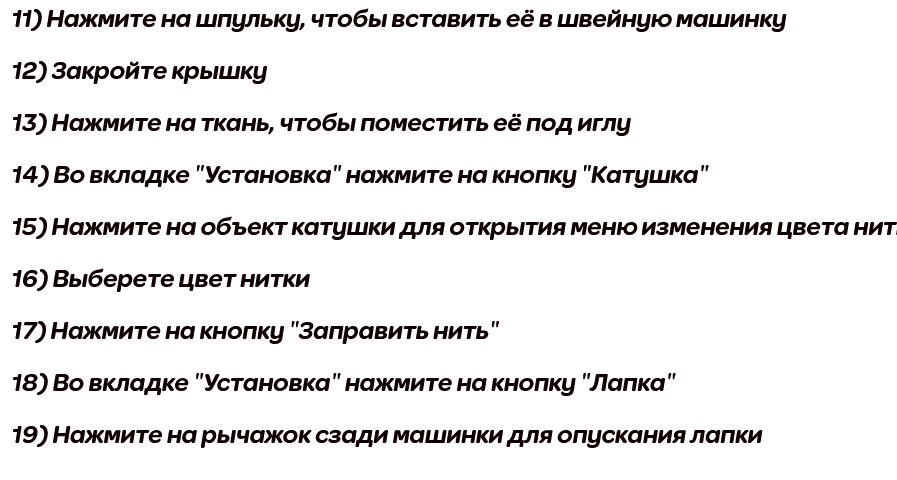 11) Нажмите на шпульку, чтобы вставить её в швейную машинку
12) Закройте крышку
13) Нажмите на ткань, чтобы поместить её под иглу
14) Во вкладке "Установка" нажмите на кнопку "Катушка"
15) Нажмите на объект катушки для открытия меню изменения цвета
16) Выберете цвет нитки
17) Нажмите на кнопку "Заправить нить"
18) Во вкладке "Установка" нажмите на кнопку "Лапка"
19) Нажмите на рычажок сзади машинки для опускания лапки